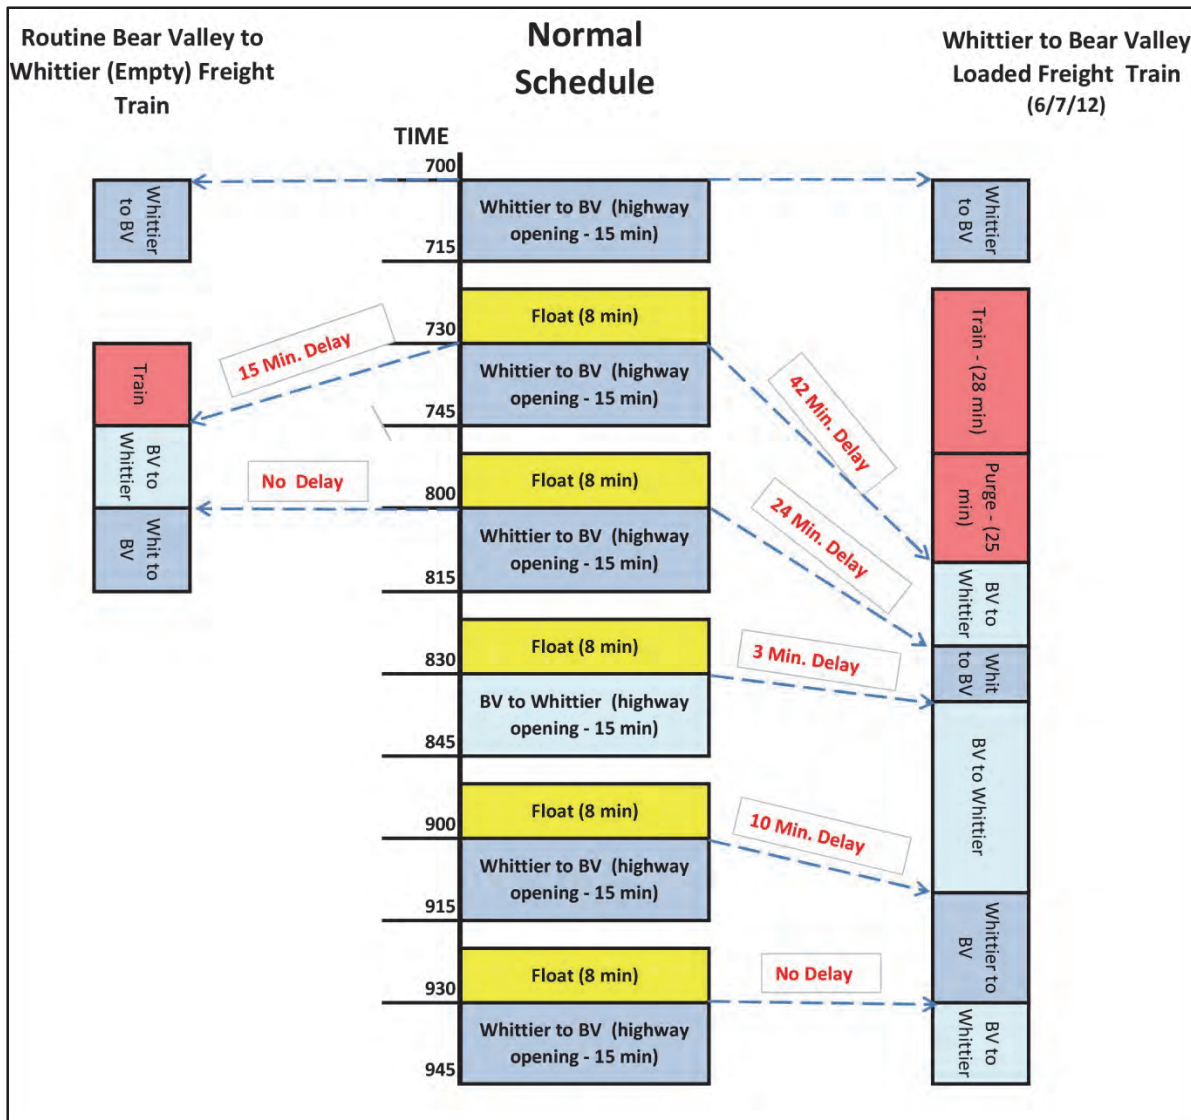 Routine Bear Valley to
Whittier (Empty) Freight
Train
Normal
Schedule
Whittier to Bear Valley
Loaded Freight Train
(6/7/12)
TIME
700
715
730
745
800
815
830
845
900
915
930
945
Whittier
to BV
Train
BV to
Whittier
Whit to
BV
15 Min. Delay
No Delay
Whittier to BV (highway
opening - 15 min)
Float (8 min)
Whittier to BV (highway
opening - 15 min)
Float (8 min)
Whittier to BV (highway
opening - 15 min)
Float (8 min)
BV to Whittier (highway
opening - 15 min)
Float (8 min)
Whittier to BV (highway
opening - 15 min)
Float (8 min)
Whittier to BV (highway
opening - 15 min)
42 Min. Delay
24 Min. Delay
3 Min. Delay
10 Min. Delay
No Delay
Whittier
to BV
Train - (28 min)
Purge - (25
min)
BV to
Whittier
Whit
to BV
BV to Whittier
Whittier to
BV
BV to
Whittier